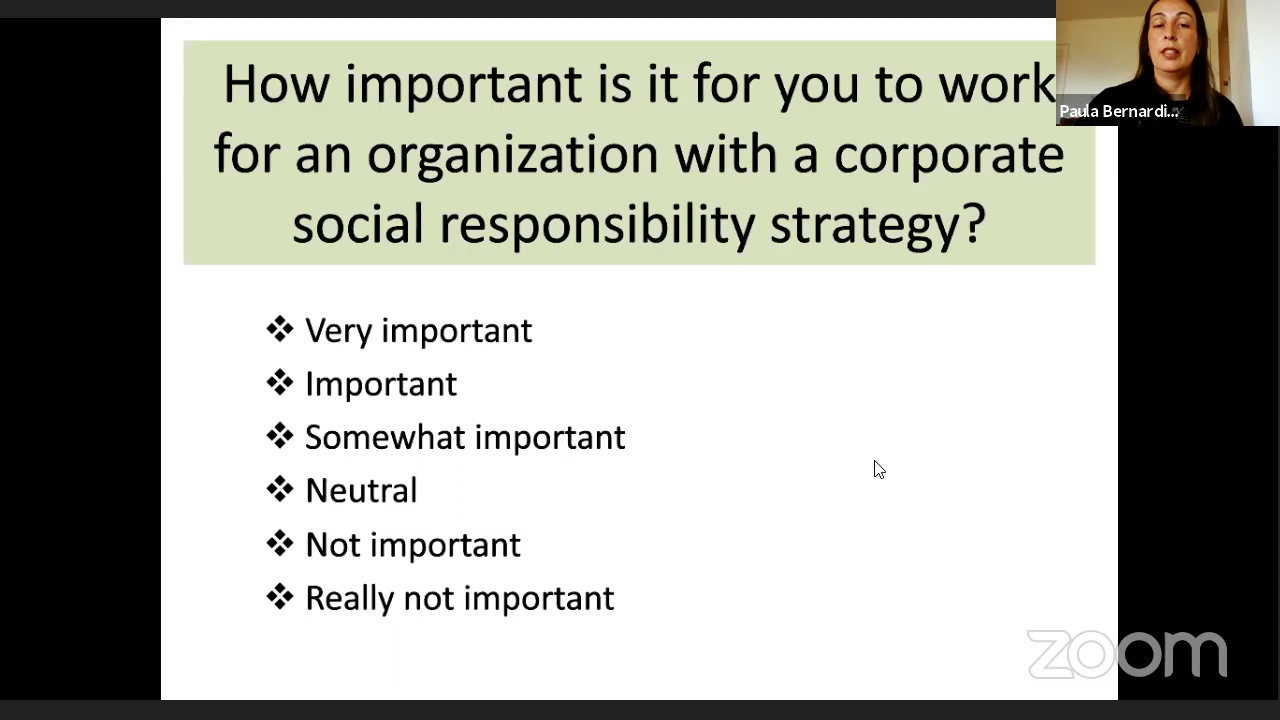 How important is it for you to work
for an organization with a corporate
social responsibility strategy?
Paula Bernardi...
❖ Very important
❖ Important
❖ Somewhat important
❖ Neutral
❖ Not important
❖ Really not important
zoom